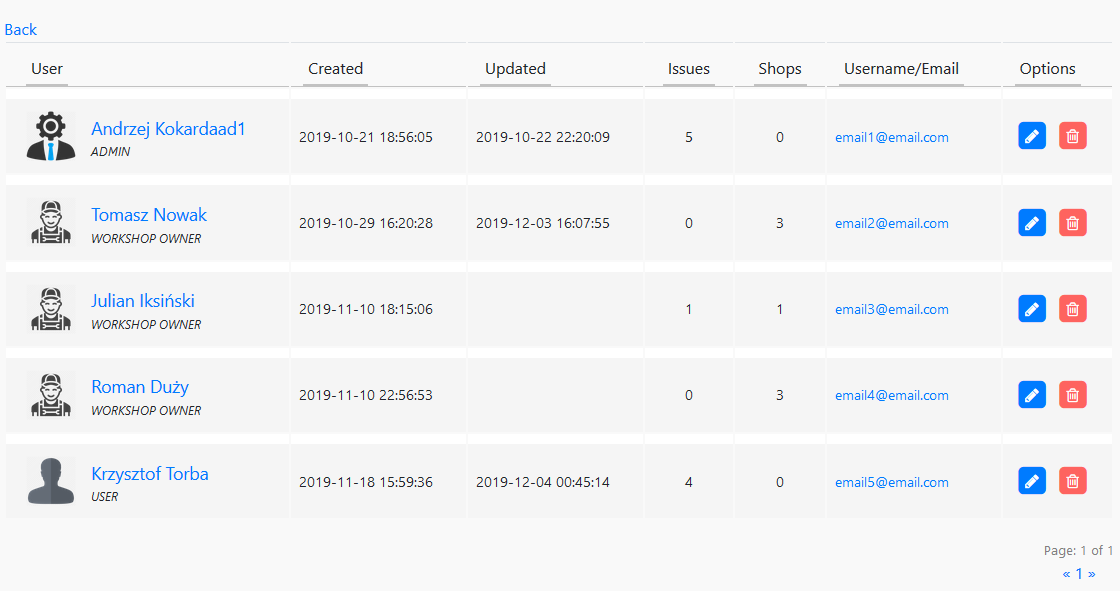 Back
User Created Updated Issues Shops Username/Email Options
Andrzej Kokardaad1
ADMIN
2019-10-21 18:56:05 2019-10-22 22:20:09 5 0 email1@email.com
Tomasz Nowak
WORKSHOP OWNER
2019-10-29 16:20:28 2019-12-03 16:07:55 0 3 email2@email.com
Julian Iksiński
WORKSHOP OWNER
2019-11-10 18:15:06 1 1 email3@email.com
Roman Duży
WORKSHOP OWNER
2019-11-10 22:56:53 0 3 email4@email.com
Krzysztof Torba
USER
2019-11-18 15:59:36 2019-12-04 00:45:14 4 0 email5@email.com
Page: 1 of 1
« 1 »